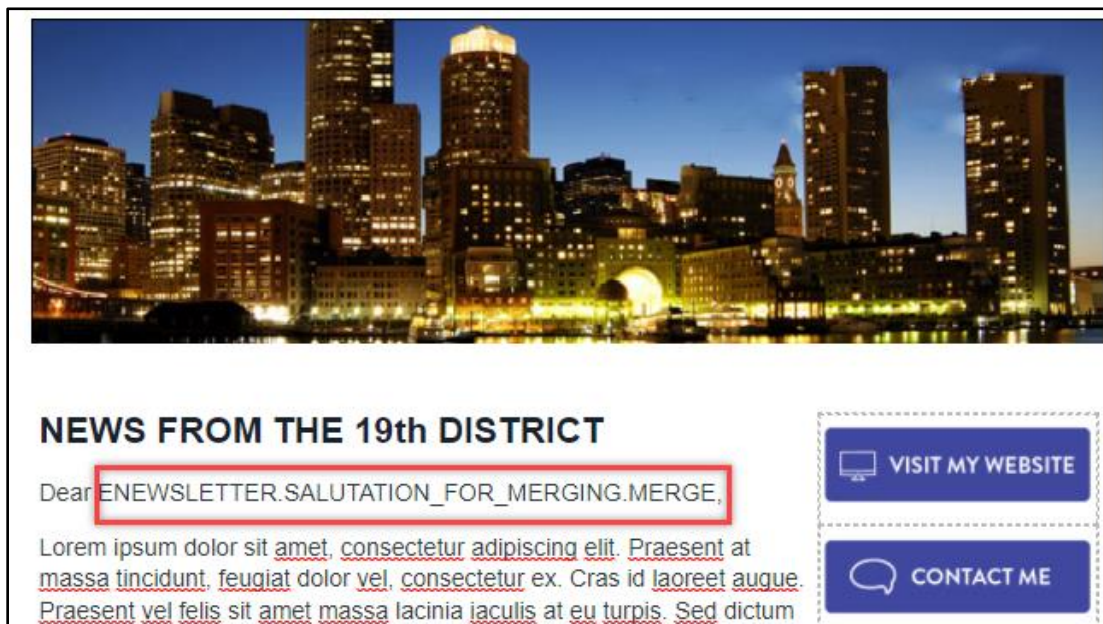 NEWS FROM THE 19th DISTRICT
Dear ENEWSLETTER.SALUTATION_FOR_MERGING.MERGE,
Lorem ipsum dolor sit amet, consectetur adipiscing elit. Praesent at
massa tincidunt, feugiat dolor vel, consectetur ex. Cras id laoreet augue.
Praesent vel felis sit amet massa lacinia iaculis at eu turpis. Sed dictum
VISIT MY WEBSITE
CONTACT ME